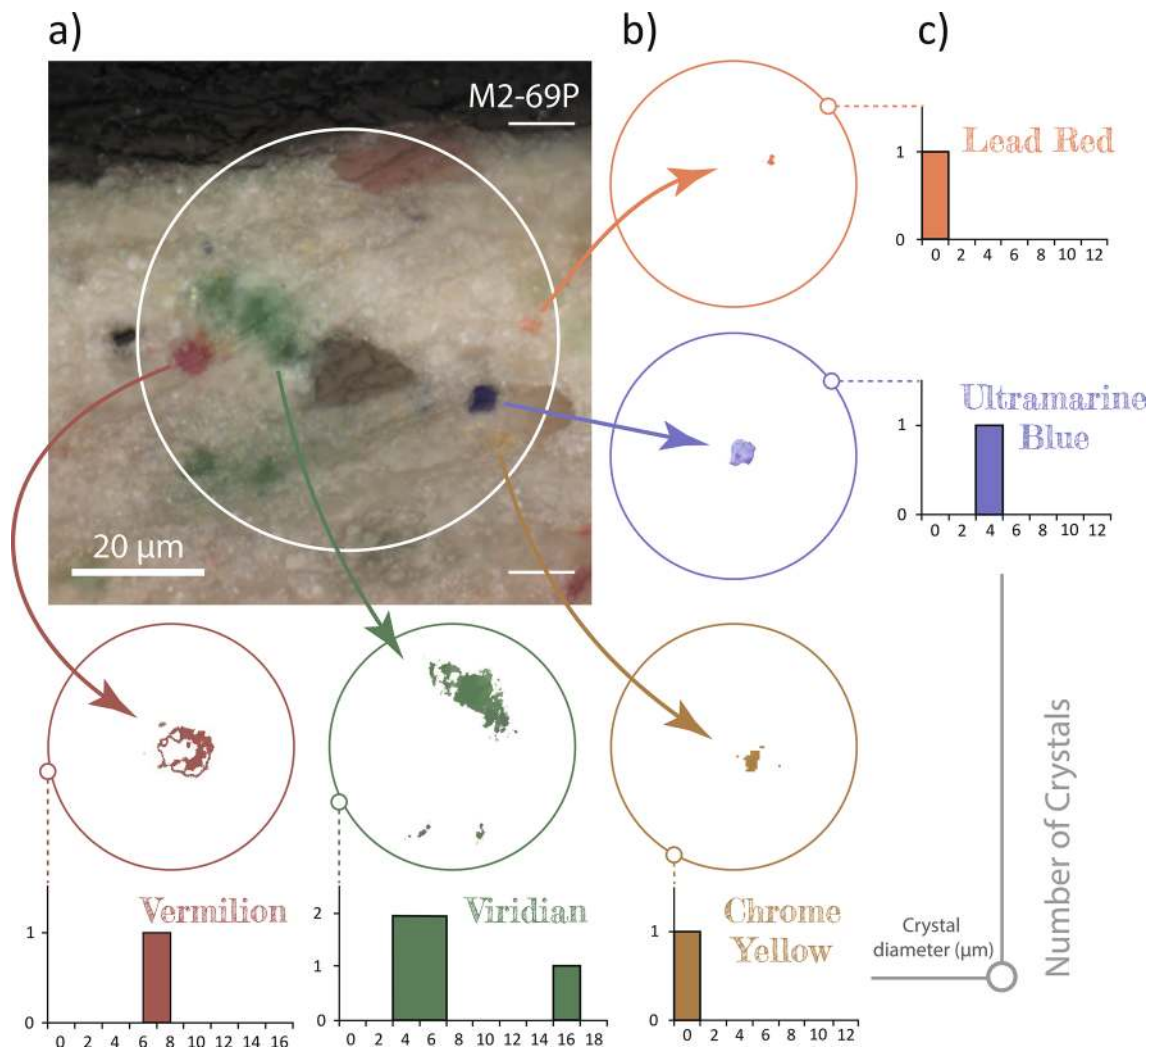 a)
b)
c)
M2-69P
20 µm
Lead Red
1
0
0 2 4 6 8 10 12
Ultramarine
Blue
1
0
0 2 4 6 8 10 12
Vermilion
1
0
0 2 4 6 8 10 12 14 16
Viridian
2
1
0
0 2 4 6 8 10 12 14 16 18
Chrome
Yellow
1
0
0 2 4 6 8 10 12
Crystal
diameter (µm)
Number of Crystals